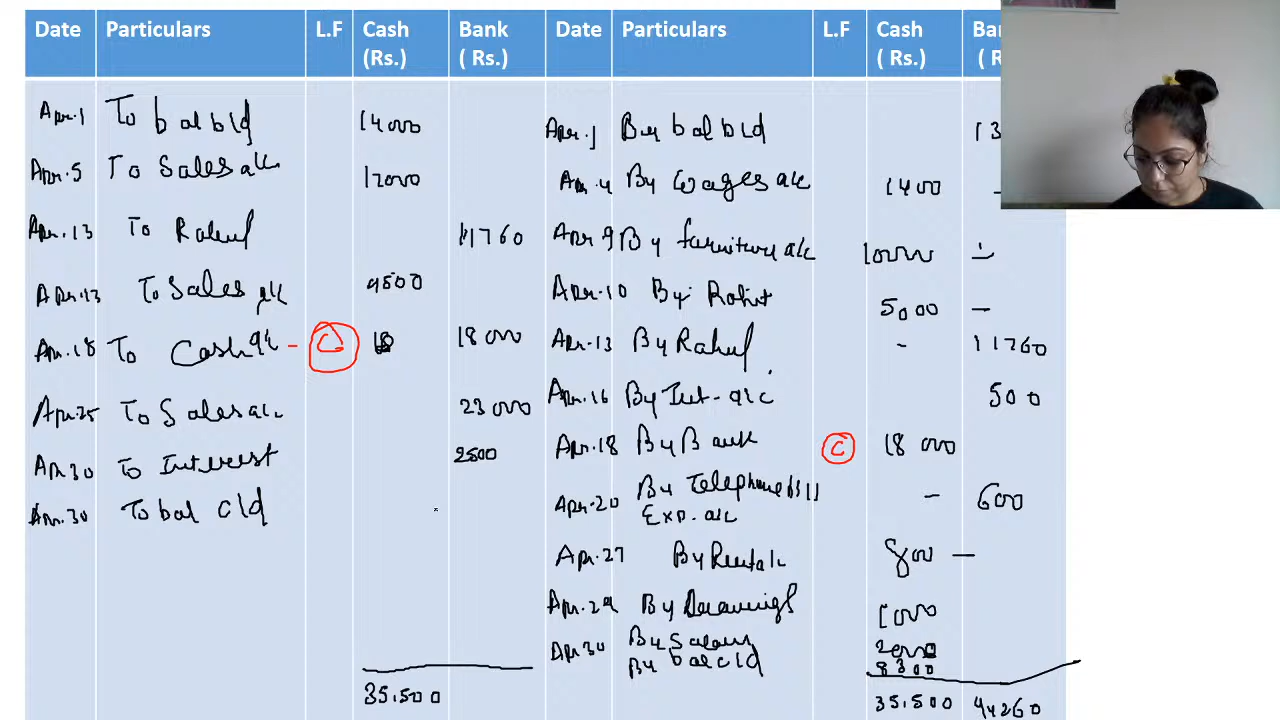 Date Particulars L.F Cash (Rs.) Bank ( Rs.) Date Particulars L.F Cash ( Rs.) Ban ( R
Apr.1 To bal b/d 14000 Apr.1 By bal b/d 13
Apr.5 To Sales a/c 12000 Apr.4 By Wages a/c 1400 -
Apr.13 To Rahul 11760 Apr 9 By furniture a/c 10000 -
Apr.13 To Sales a/c 9500 Apr.10 By Rohit 5000 -
Apr.18 To Cash a/c - C 18000 Apr.13 By Rahul - 11760
Apr.25 To Sales a/c 23000 Apr.16 By Int. a/c 500
Apr.30 To Interest 2500 Apr.18 By Bank C 18000
Apr.30 To bal c/d Apr.20 By Telephone
Exp. a/c - 600
Apr.27 By Rent a/c 800 -
Apr.29 By Drawings 1000
Apr.30 By Salary 2000
By bal c/d 8300
35,500 35,500 44260